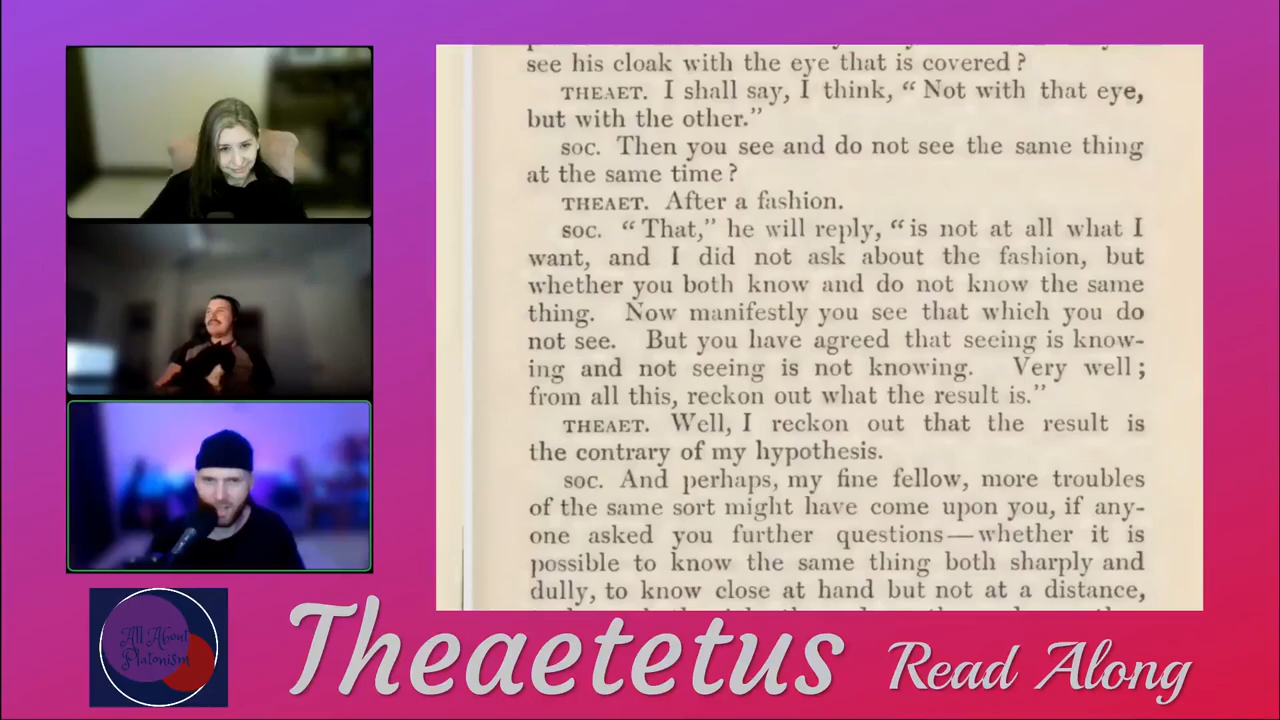 see his cloak with the eye that is covered?
THEAET. I shall say, I think, “Not with that eye,
but with the other.”
SOC. Then you see and do not see the same thing
at the same time?
THEAET. After a fashion.
SOC. “That,” he will reply, “is not at all what I
want, and I did not ask about the fashion, but
whether you both know and do not know the same
thing. Now manifestly you see that which you do
not see. But you have agreed that seeing is know-
ing and not seeing is not knowing. Very well;
from all this, reckon out what the result is.”
THEAET. Well, I reckon out that the result is
the contrary of my hypothesis.
SOC. And perhaps, my fine fellow, more troubles
of the same sort might have come upon you, if any-
one asked you further questions—whether it is
possible to know the same thing both sharply and
dully, to know close at hand but not at a distance,
All About
Platonism
Theaetetus Read Along